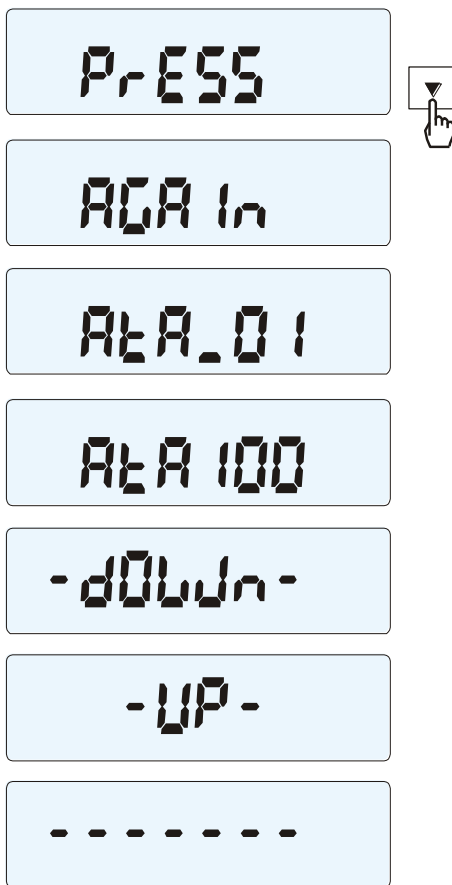 PrESS
AGAIn
AtA_01
AtA100
-dOWn-
-UP-
-------